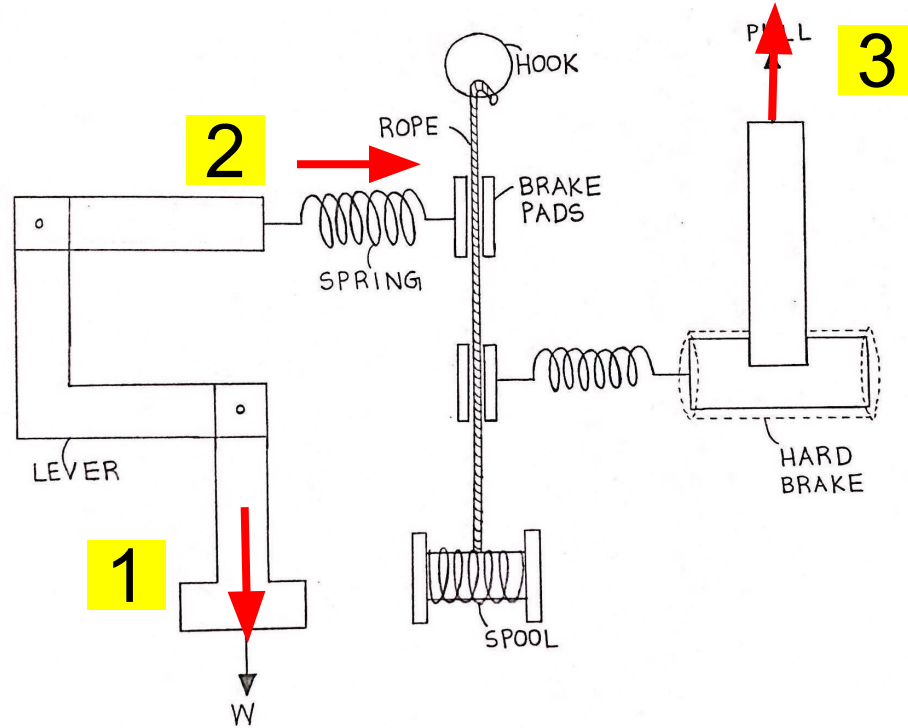 PULL
3
HOOK
ROPE
2
BRAKE
PADS
SPRING
LEVER
HARD
BRAKE
1
SPOOL
W